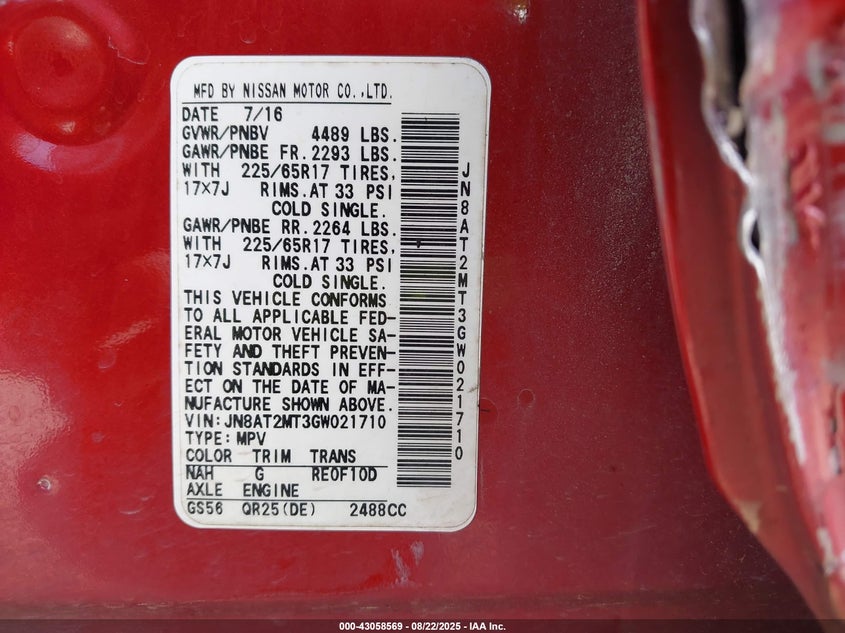 MFD BY NISSAN MOTOR CO.,LTD.
DATE 7/16
GVWR/PNBV 4489 LBS.
GAWR/PNBE FR. 2293 LBS.
WITH 225/65R17 TIRES,
17X7J RIMS. AT 33 PSI
COLD SINGLE.
GAWR/PNBE RR. 2264 LBS.
WITH 225/65R17 TIRES,
17X7J RIMS. AT 33 PSI
COLD SINGLE.
THIS VEHICLE CONFORMS
TO ALL APPLICABLE FED-
ERAL MOTOR VEHICLE SA-
FETY AND THEFT PREVEN-
TION STANDARDS IN EFF-
ECT ON THE DATE OF MA-
NUFACTURE SHOWN ABOVE.
VIN: JN8AT2MT3GW021710
TYPE: MPV
COLOR TRIM TRANS
NAH G RE0F10D
AXLE ENGINE
GS56 QR25(DE) 2488CC
JN8AT2MT3GW021710
000-43058569 - 08/22/2025 - IAA Inc.